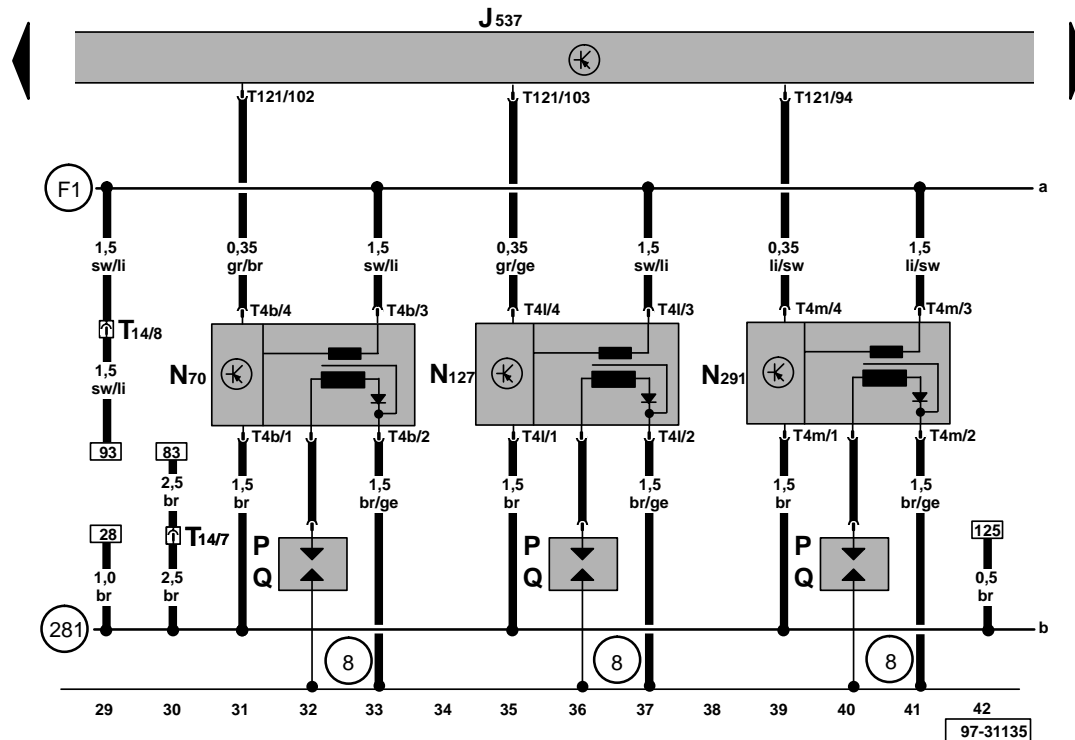 J 537
T121/102 T121/103 T121/94
F1 a
1,5 0,35 1,5 0,35 1,5 0,35 1,5
sw/li gr/br sw/li gr/ge sw/li li/sw li/sw
T4b/4 T4b/3 T4l/4 T4l/3 T4m/4 T4m/3
T14/8
N70 N127 N291
1,5
sw/li
T4b/1 T4b/2 T4l/1 T4l/2 T4m/1 T4m/2
93 83
2,5 1,5 1,5 1,5 1,5 1,5 1,5
br br br/ge br br/ge br br/ge
28 T14/7 125
P P P
Q Q Q
1,0 2,5 0,5
br br br
281 b
8 8 8
29 30 31 32 33 34 35 36 37 38 39 40 41 42
97-31135